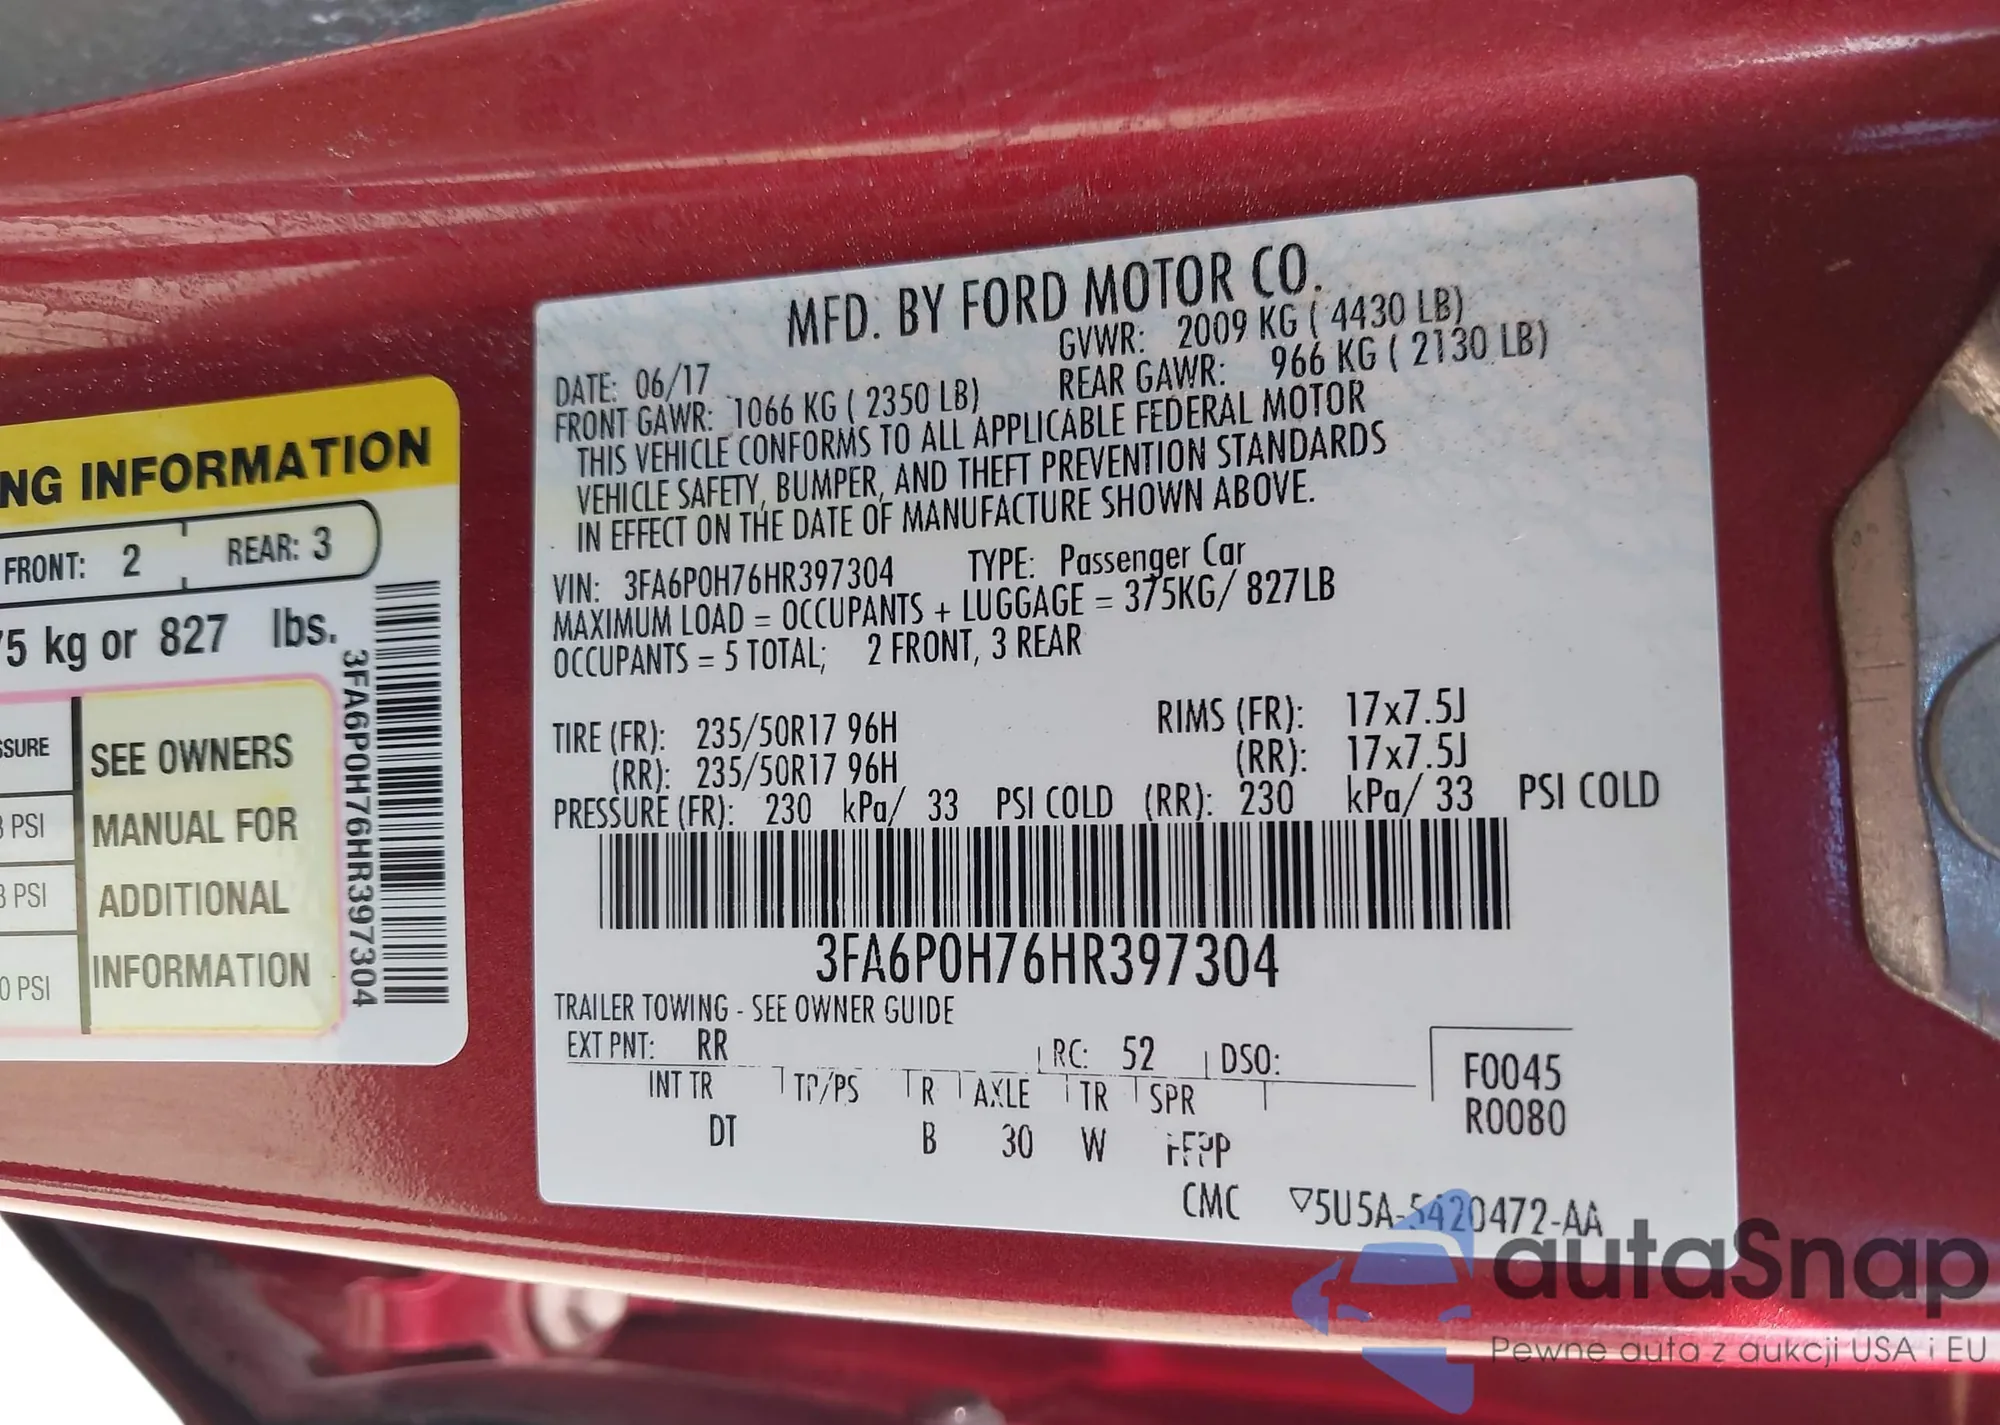 NG INFORMATION
FRONT: 2 REAR: 3
75 kg or 827 lbs.
SSURE
3 PSI
3 PSI
0 PSI
SEE OWNERS
MANUAL FOR
ADDITIONAL
INFORMATION
3FA6P0H76HR397304
MFD. BY FORD MOTOR CO.
DATE: 06/17 GVWR: 2009 KG ( 4430 LB)
FRONT GAWR: 1066 KG ( 2350 LB) REAR GAWR: 966 KG ( 2130 LB)
THIS VEHICLE CONFORMS TO ALL APPLICABLE FEDERAL MOTOR
VEHICLE SAFETY, BUMPER, AND THEFT PREVENTION STANDARDS
IN EFFECT ON THE DATE OF MANUFACTURE SHOWN ABOVE.
VIN: 3FA6P0H76HR397304 TYPE: Passenger Car
MAXIMUM LOAD = OCCUPANTS + LUGGAGE = 375KG/ 827LB
OCCUPANTS = 5 TOTAL; 2 FRONT, 3 REAR
TIRE (FR): 235/50R17 96H RIMS (FR): 17x7.5J
(RR): 235/50R17 96H (RR): 17x7.5J
PRESSURE (FR): 230 kPa/ 33 PSI COLD (RR): 230 kPa/ 33 PSI COLD
3FA6P0H76HR397304
TRAILER TOWING - SEE OWNER GUIDE
EXT PNT: RR RC: 52 DSO:
INT TR TP/PS R AXLE TR SPR
DT B 30 W FFPP
F0045
R0080
CMC ▽5U5A-5420472-AA
autaSnap
Pewne auta z aukcji USA i EU